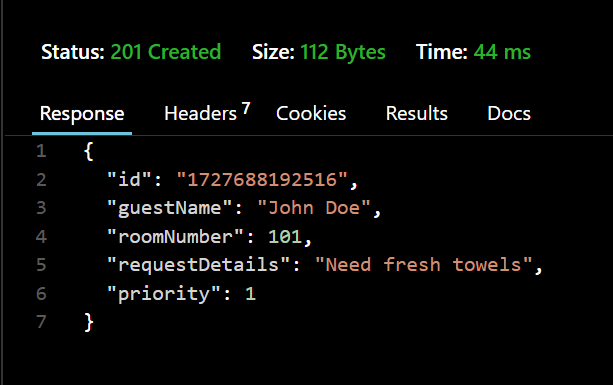 Status: 201 Created Size: 112 Bytes Time: 44 ms
Response Headers 7 Cookies Results Docs
1 {
2 "id": "1727688192516",
3 "guestName": "John Doe",
4 "roomNumber": 101,
5 "requestDetails": "Need fresh towels",
6 "priority": 1
7 }